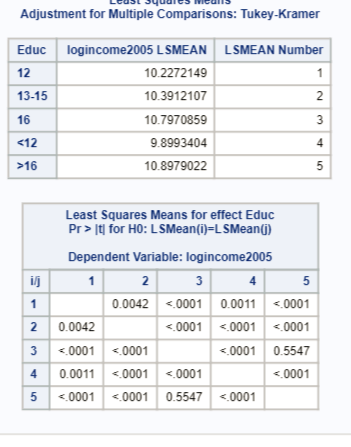 Least Squares Means
Adjustment for Multiple Comparisons: Tukey-Kramer
Educ logincome2005 LSMEAN LSMEAN Number
12 10.2272149 1
13-15 10.3912107 2
16 10.7970859 3
<12 9.8993404 4
>16 10.8979022 5
Least Squares Means for effect Educ
Pr > |t| for H0: LSMean(i)=LSMean(j)
Dependent Variable: logincome2005
i/j 1 2 3 4 5
1 0.0042 <.0001 0.0011 <.0001
2 0.0042 <.0001 <.0001 <.0001
3 <.0001 <.0001 <.0001 0.5547
4 0.0011 <.0001 <.0001 <.0001
5 <.0001 <.0001 0.5547 <.0001